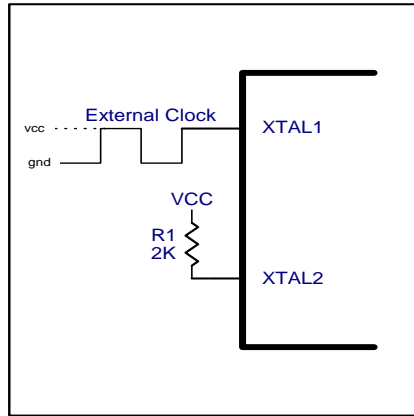 External Clock
vcc
gnd
XTAL1
VCC
R1
2K
XTAL2